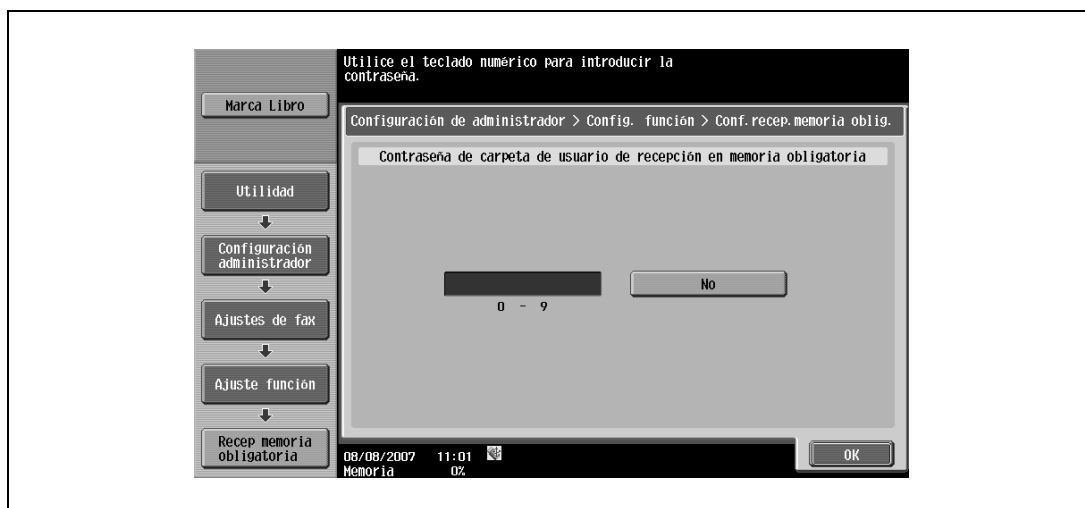 Utilice el teclado numérico para introducir la
contraseña.
Marca Libro
Configuración de administrador > Config. función > Conf.recep.memoria oblig.
Contraseña de carpeta de usuario de recepción en memoria obligatoria
Utilidad
Configuración
administrador
Ajustes de fax
Ajuste función
Recep memoria
obligatoria
No
0 - 9
08/08/2007 11:01
Memoria 0%
OK